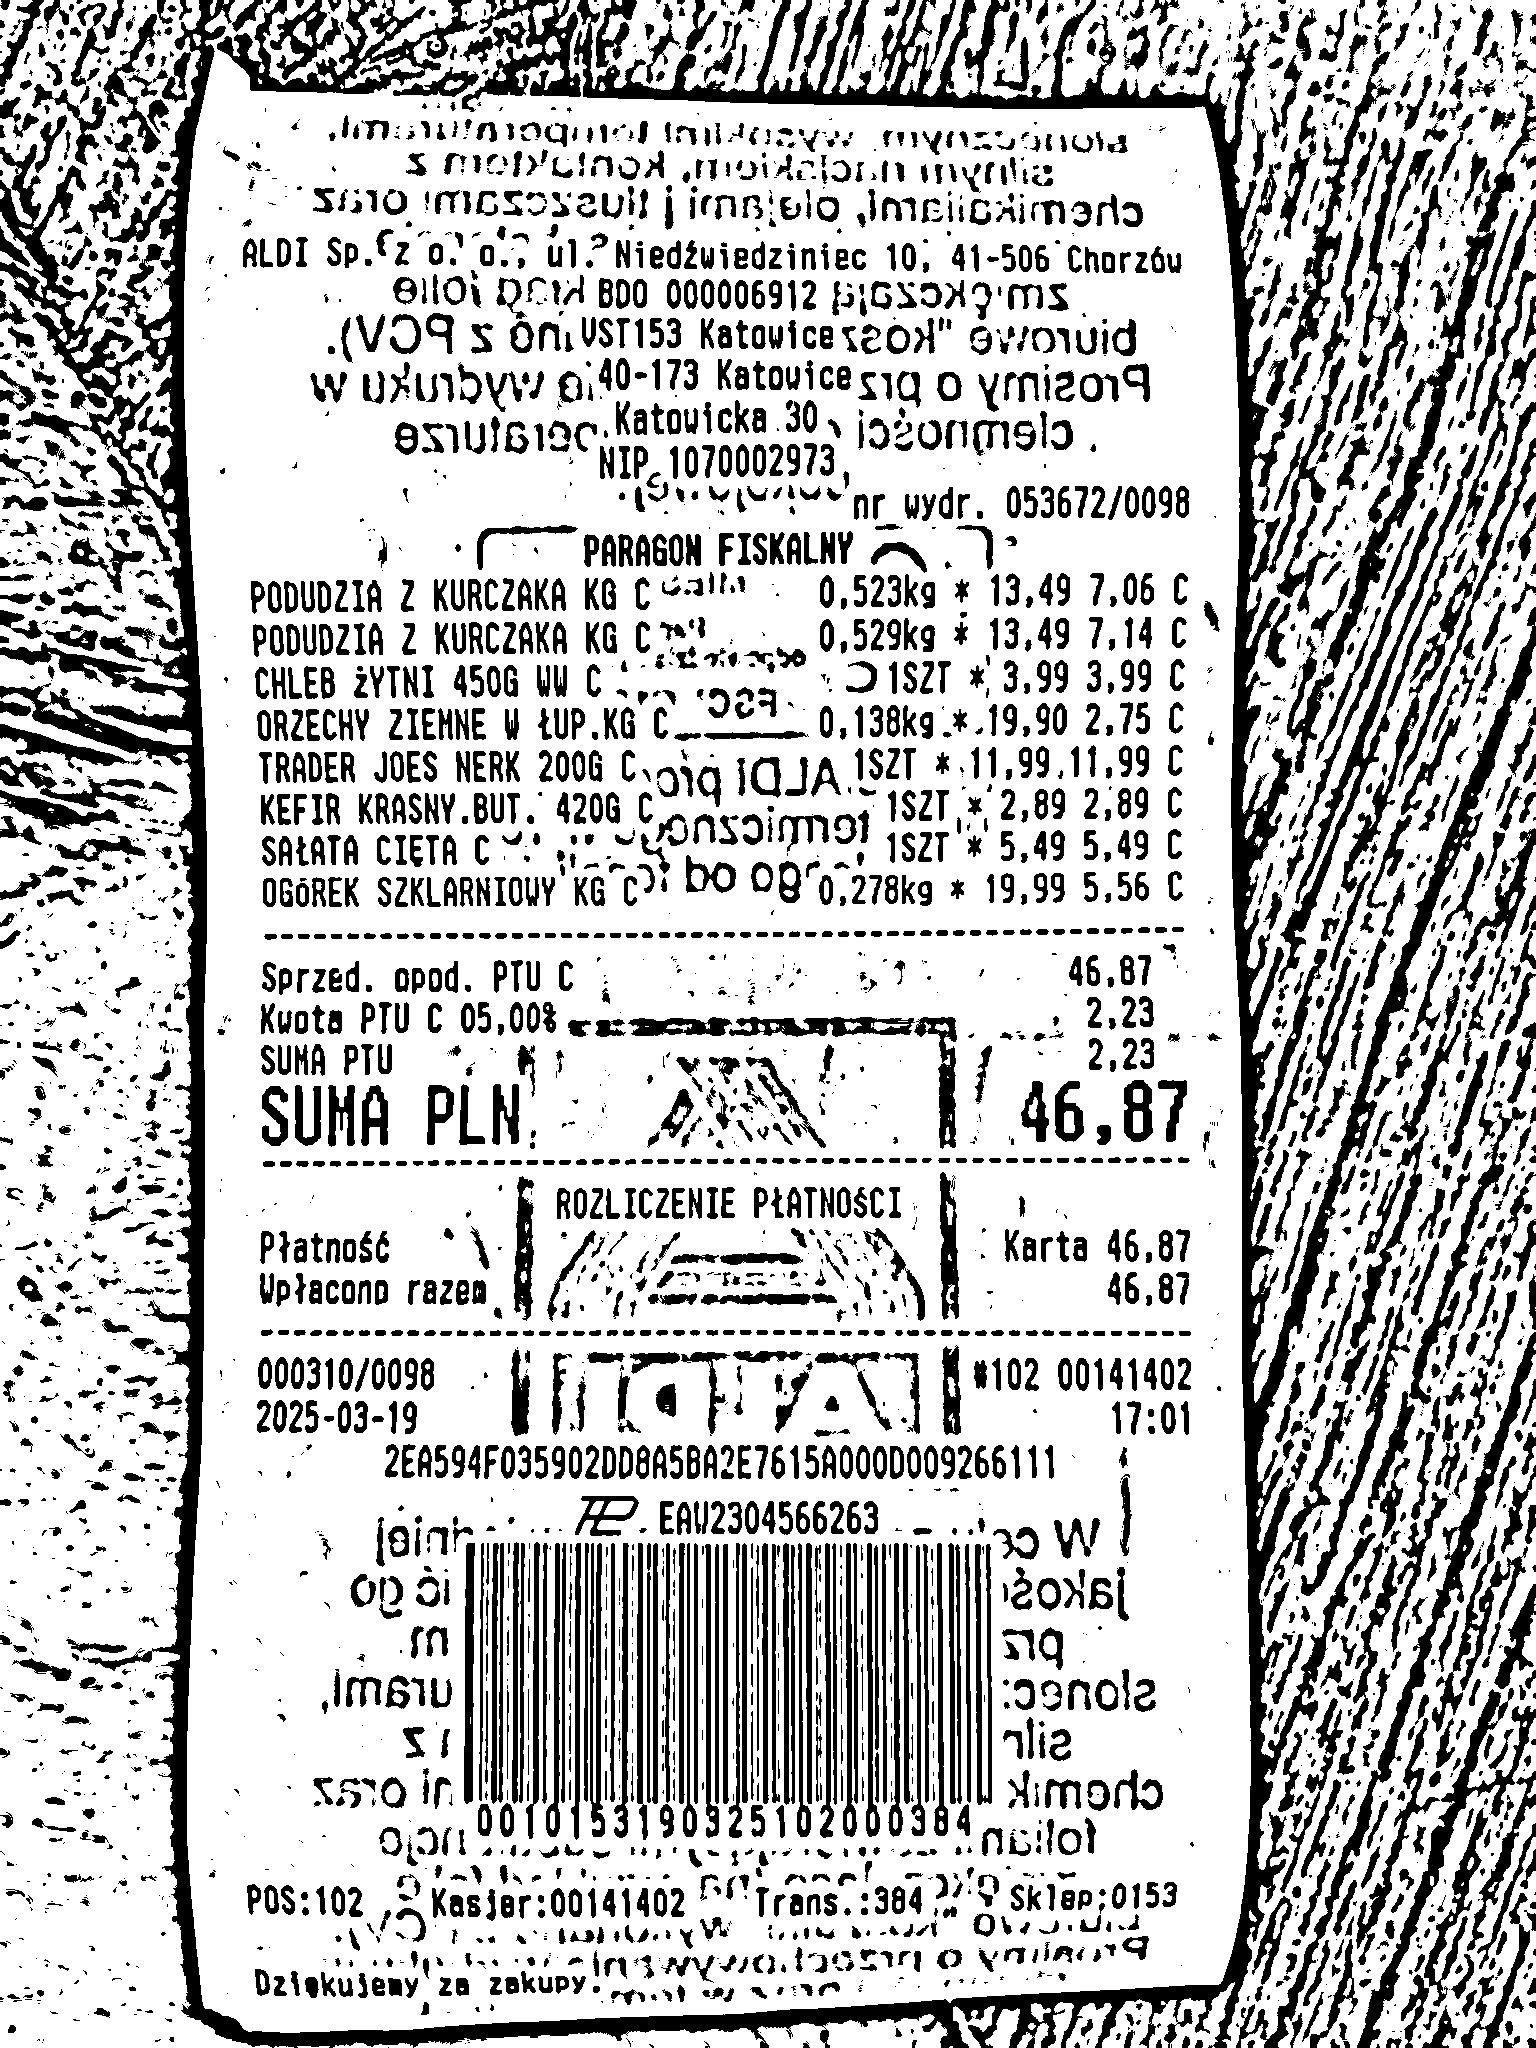 ALDI Sp. z o. o., ul. Niedźwiedziniec 10, 41-506 Chorzów
BDO 000006912
VST153 Katowice
40-173 Katowice
Katowicka 30
NIP 1070002973
nr wydr. 053672/0098
PARAGON FISKALNY
PODUDZIA Z KURCZAKA KG C 0,523kg * 13,49 7,06 C
PODUDZIA Z KURCZAKA KG C 0,529kg * 13,49 7,14 C
CHLEB ŻYTNI 450G WW C 1SZT * 3,99 3,99 C
ORZECHY ZIEMNE W ŁUP.KG C 0,138kg * 19,90 2,75 C
TRADER JOES NERK 200G C 1SZT * 11,99 11,99 C
KEFIR KRASNY.BUT. 420G C 1SZT * 2,89 2,89 C
SAŁATA CIĘTA C 1SZT * 5,49 5,49 C
OGÓREK SZKLARNIOWY KG C 0,278kg * 19,99 5,56 C
Sprzed. opod. PTU C 46,87
Kwota PTU C 05,00% 2,23
SUMA PTU 2,23
SUMA PLN 46,87
ROZLICZENIE PŁATNOŚCI
Płatność Karta 46,87
Wpłacono razem 46,87
000310/0098 #102 00141402
2025-03-19 17:01
2EA594F035902DD8A5BA2E7615A000D009266111
EAW2304566263
0010153190325102000384
POS:102 Kasjer:00141402 Trans.:384 Sklep:0153
Dziękujemy za zakupy.